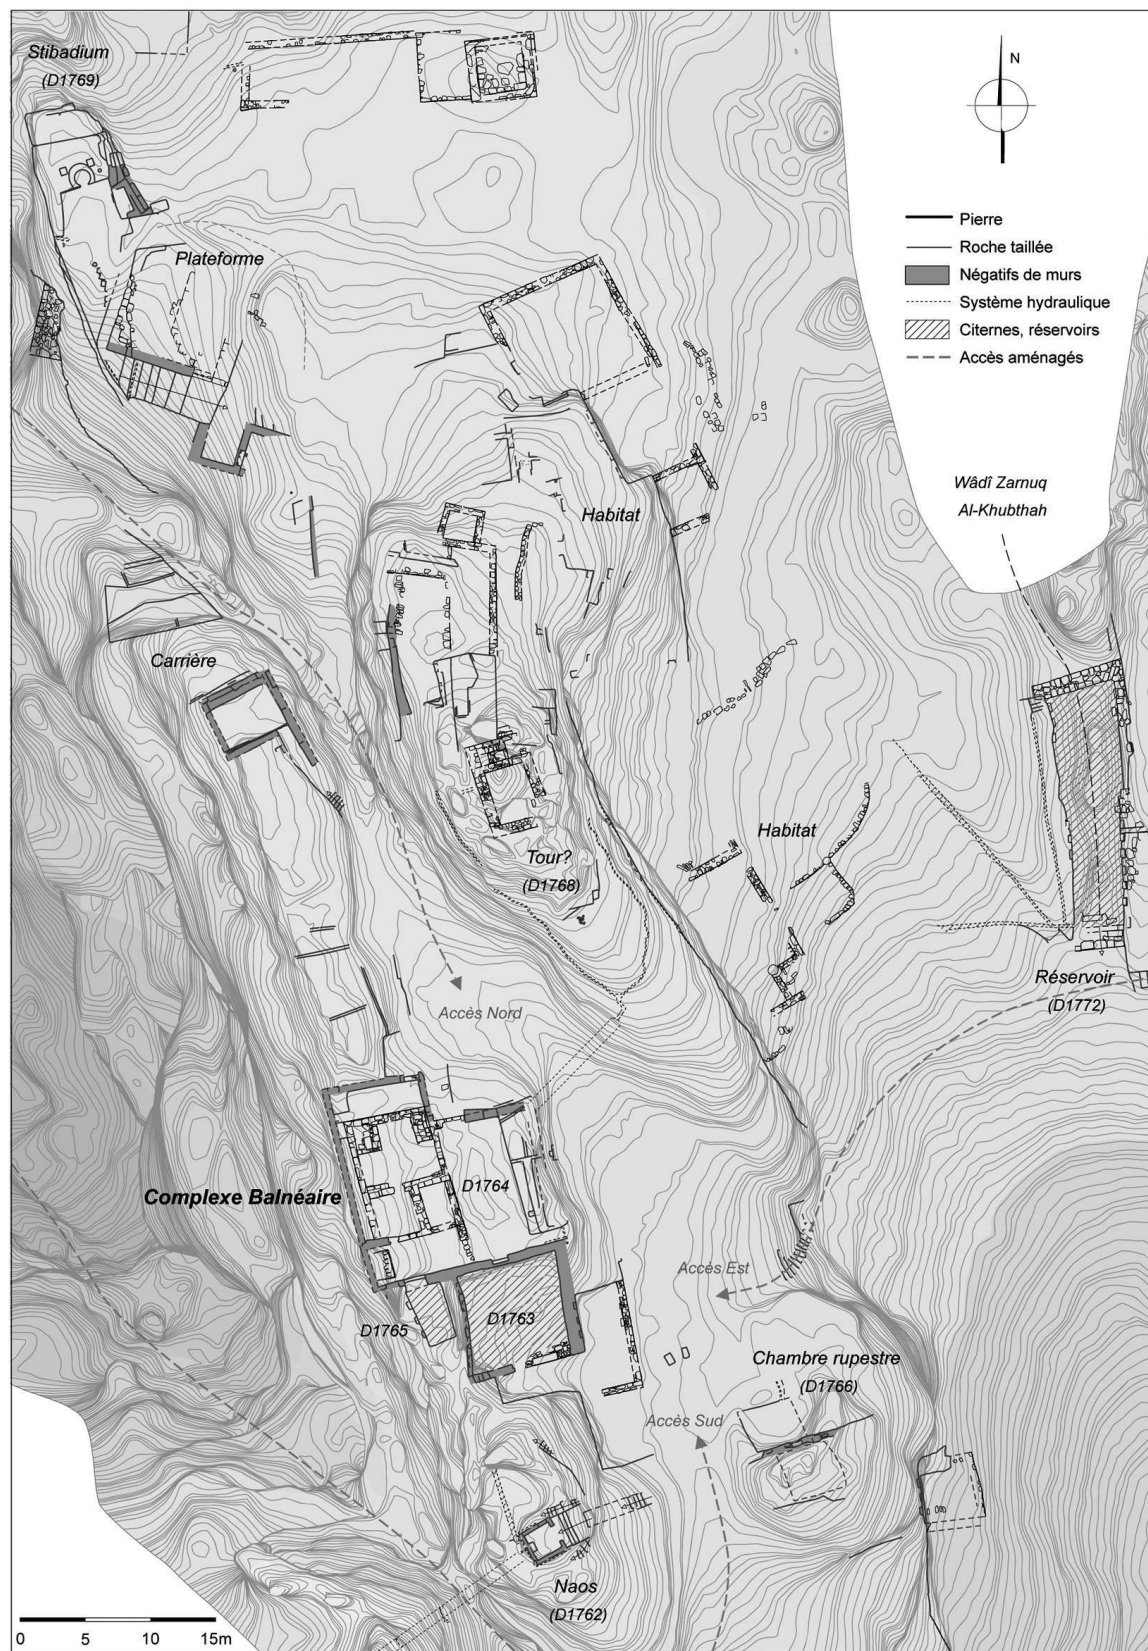 Stibadium
(D1769)
N
Pierre
Roche taillée
Négatifs de murs
Système hydraulique
Citernes, réservoirs
Accès aménagés
Plateforme
Wâdî Zarnuq
Al-Khubthah
Habitat
Carrière
Habitat
Tour?
(D1768)
Réservoir
(D1772)
Accès Nord
D1764
Complexe Balnéaire
Accès Est
D1765
D1763
Chambre rupestre
(D1766)
Accès Sud
Naos
(D1762)
0 5 10 15m